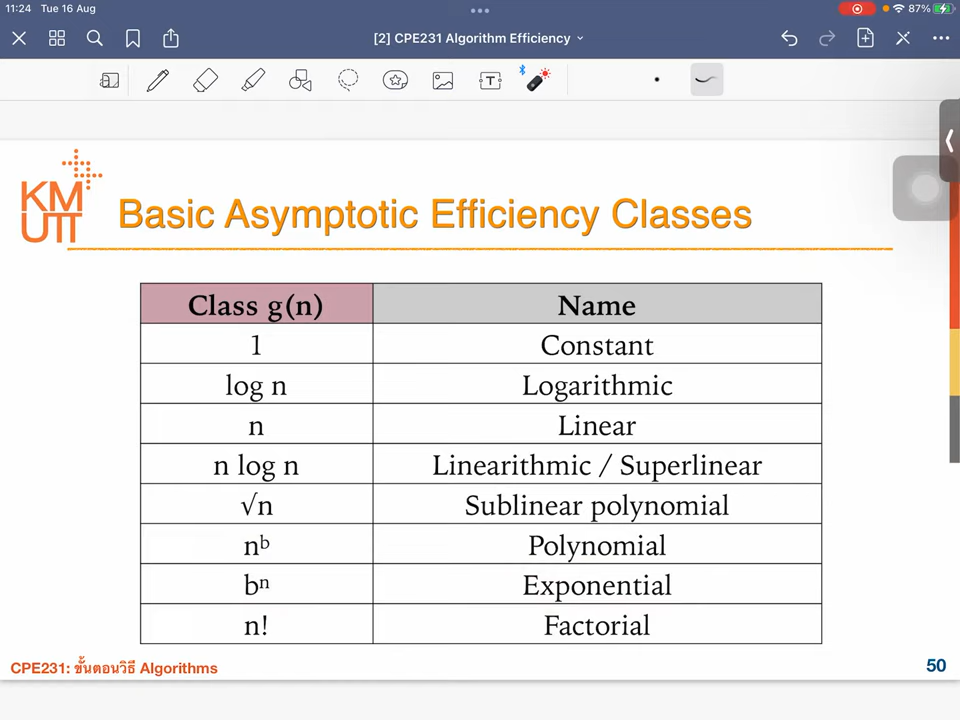 11:24 Tue 16 Aug
87%
[2] CPE231 Algorithm Efficiency
T
KM
UTT
Basic Asymptotic Efficiency Classes
Class g(n) Name
1 Constant
log n Logarithmic
n Linear
n log n Linearithmic / Superlinear
√n Sublinear polynomial
nᵇ Polynomial
bⁿ Exponential
n! Factorial
CPE231: ขั้นตอนวิธี Algorithms
50